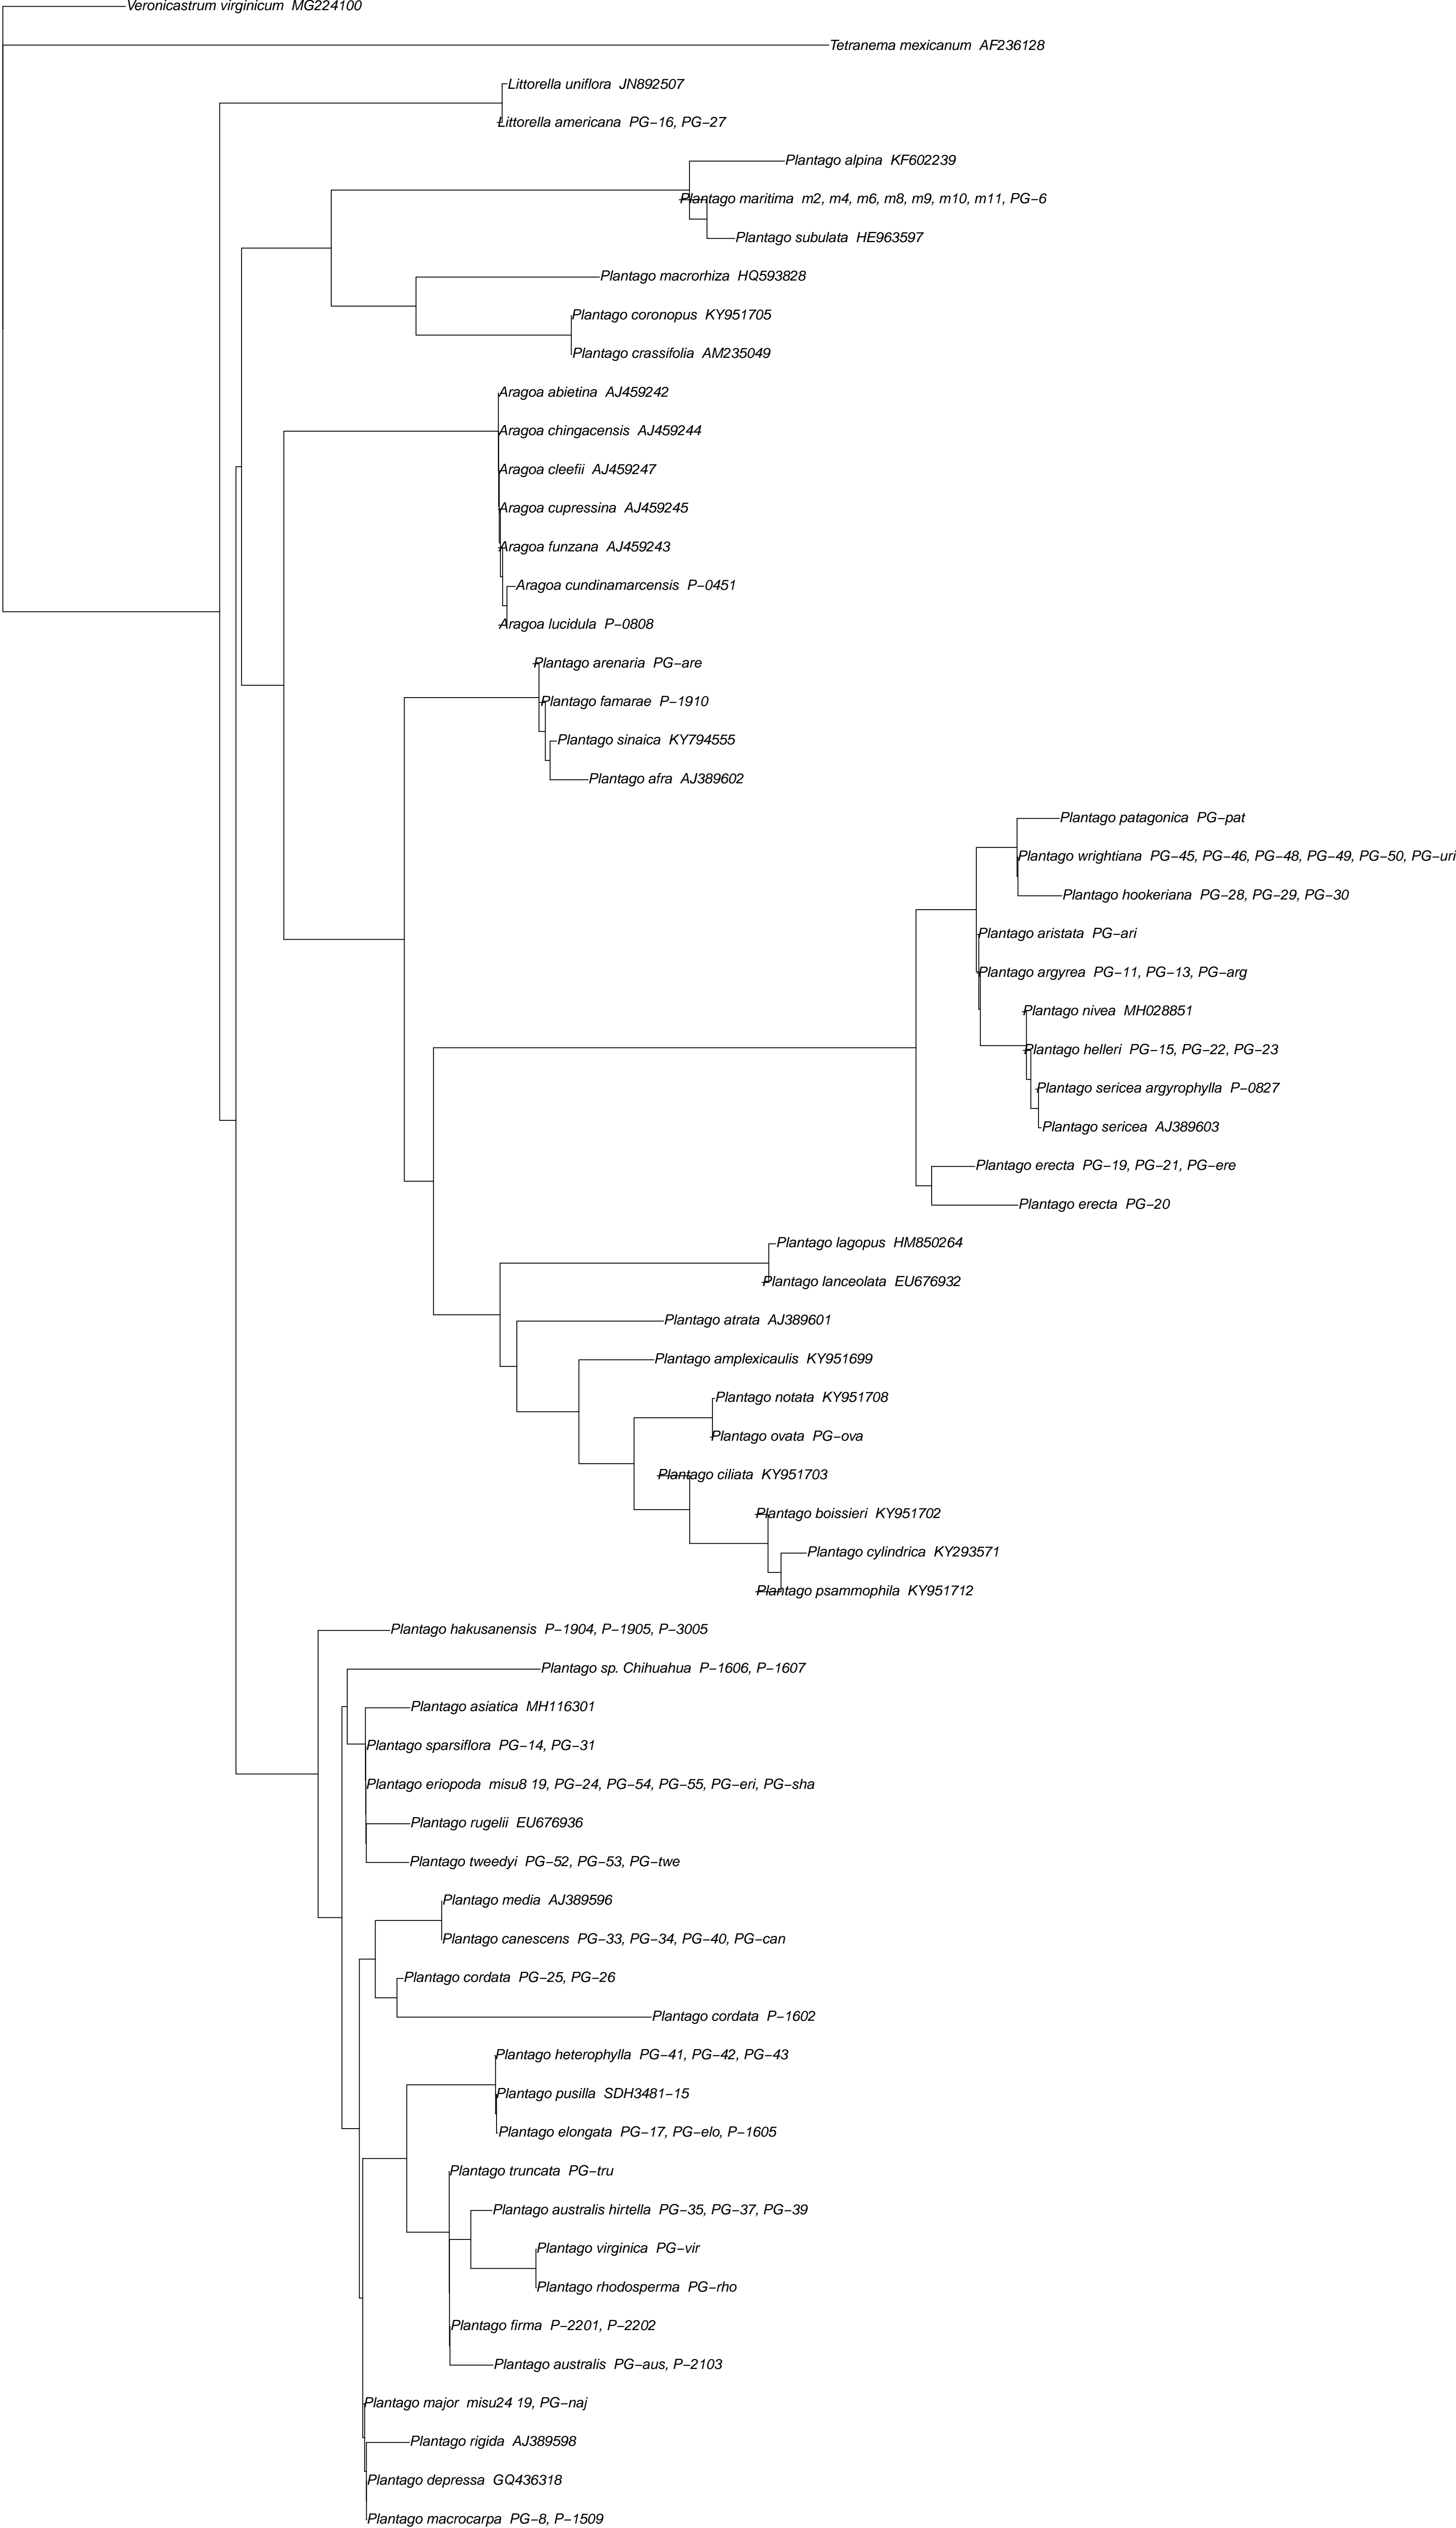 Veronicastrum virginicum MG224100
Tetranema mexicanum AF236128
Littorella uniflora JN892507
Littorella americana PG−16, PG−27
Plantago alpina KF602239
Plantago maritima m2, m4, m6, m8, m9, m10, m11, PG−6
Plantago subulata HE963597
Plantago macrorhiza HQ593828
Plantago coronopus KY951705
Plantago crassifolia AM235049
Aragoa abietina AJ459242
Aragoa chingacensis AJ459244
Aragoa cleefii AJ459247
Aragoa cupressina AJ459245
Aragoa funzana AJ459243
Aragoa cundinamarcensis P−0451
Aragoa lucidula P−0808
Plantago arenaria PG−are
Plantago famarae P−1910
Plantago sinaica KY794555
Plantago afra AJ389602
Plantago patagonica PG−pat
Plantago wrightiana PG−45, PG−46, PG−48, PG−49, PG−50, PG−uri
Plantago hookeriana PG−28, PG−29, PG−30
Plantago aristata PG−ari
Plantago argyrea PG−11, PG−13, PG−arg
Plantago nivea MH028851
Plantago helleri PG−15, PG−22, PG−23
Plantago sericea argyrophylla P−0827
Plantago sericea AJ389603
Plantago erecta PG−19, PG−21, PG−ere
Plantago erecta PG−20
Plantago lagopus HM850264
Plantago lanceolata EU676932
Plantago atrata AJ389601
Plantago amplexicaulis KY951699
Plantago notata KY951708
Plantago ovata PG−ova
Plantago ciliata KY951703
Plantago boissieri KY951702
Plantago cylindrica KY293571
Plantago psammophila KY951712
Plantago hakusanensis P−1904, P−1905, P−3005
Plantago sp. Chihuahua P−1606, P−1607
Plantago asiatica MH116301
Plantago sparsiflora PG−14, PG−31
Plantago eriopoda misu8 19, PG−24, PG−54, PG−55, PG−eri, PG−sha
Plantago rugelii EU676936
Plantago tweedyi PG−52, PG−53, PG−twe
Plantago media AJ389596
Plantago canescens PG−33, PG−34, PG−40, PG−can
Plantago cordata PG−25, PG−26
Plantago cordata P−1602
Plantago heterophylla PG−41, PG−42, PG−43
Plantago pusilla SDH3481−15
Plantago elongata PG−17, PG−elo, P−1605
Plantago truncata PG−tru
Plantago australis hirtella PG−35, PG−37, PG−39
Plantago virginica PG−vir
Plantago rhodosperma PG−rho
Plantago firma P−2201, P−2202
Plantago australis PG−aus, P−2103
Plantago major misu24 19, PG−naj
Plantago rigida AJ389598
Plantago depressa GQ436318
Plantago macrocarpa PG−8, P−1509